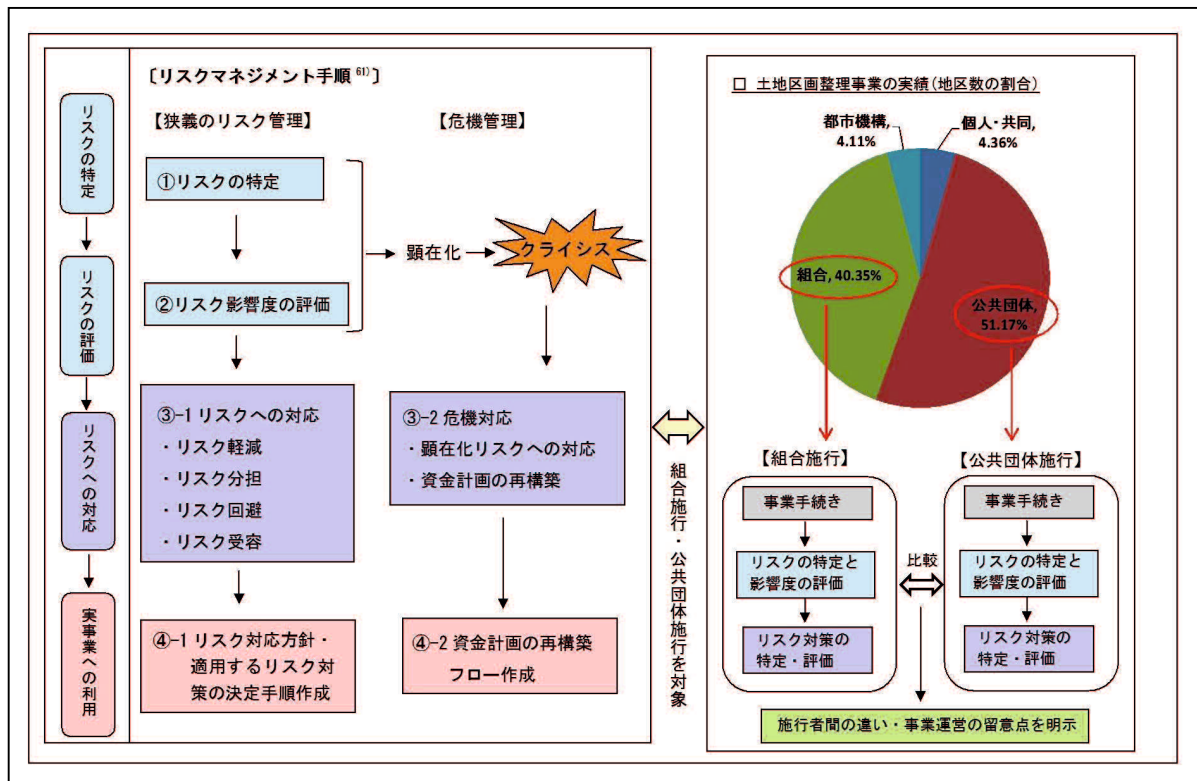 リスクの特定
リスクの評価
リスクへの対応
実事業への利用
〔リスクマネジメント手順 61)〕
【狭義のリスク管理】
【危機管理】
①リスクの特定
②リスク影響度の評価
顕在化
クライシス
③-1 リスクへの対応
・リスク軽減
・リスク分担
・リスク回避
・リスク受容
③-2 危機対応
・顕在化リスクへの対応
・資金計画の再構築
④-1 リスク対応方針・
適用するリスク対
策の決定手順作成
④-2 資金計画の再構築
フロー作成
組合施行・公共団体施行を対象
□ 土地区画整理事業の実績(地区数の割合)
都市機構,
4.11%
個人・共同,
4.36%
組合, 40.35%
公共団体,
51.17%
【組合施行】
事業手続き
リスクの特定と
影響度の評価
リスク対策の
特定・評価
比較
【公共団体施行】
事業手続き
リスクの特定と
影響度の評価
リスク対策の
特定・評価
施行者間の違い・事業運営の留意点を明示